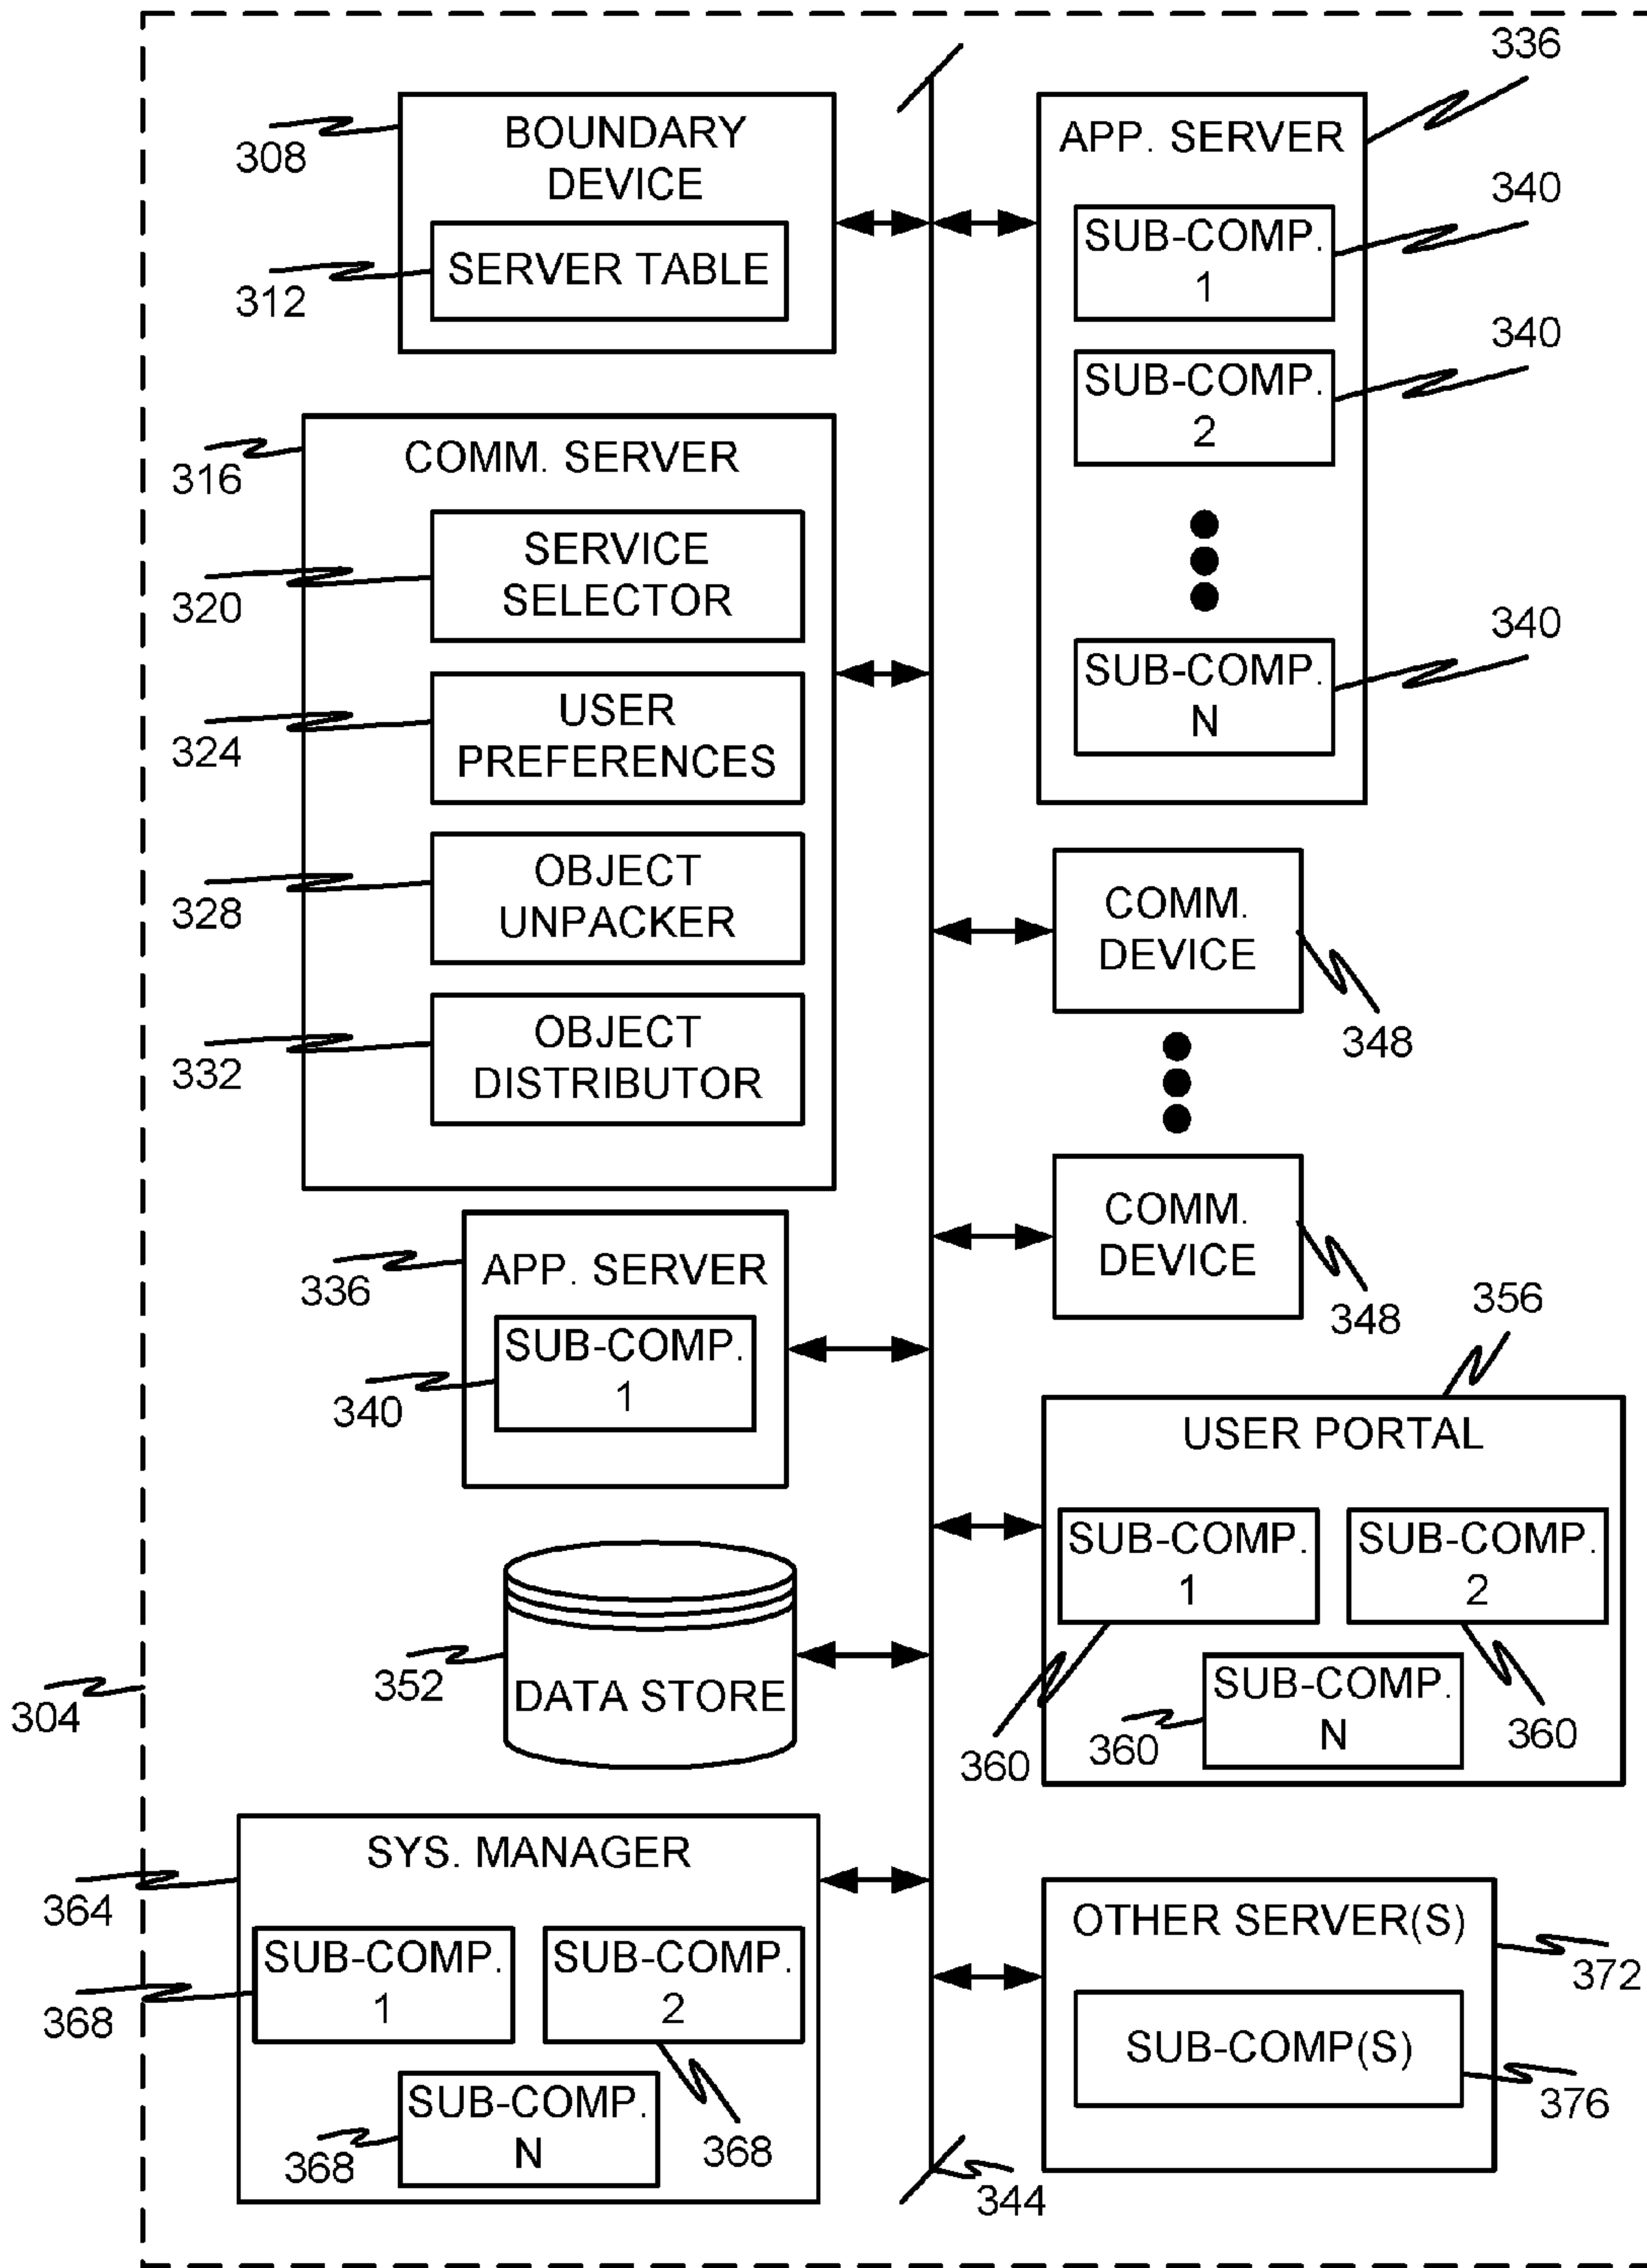 308
BOUNDARY
DEVICE
312
SERVER TABLE
336
APP. SERVER
340
SUB-COMP.
1
340
SUB-COMP.
2
340
SUB-COMP.
N
316
COMM. SERVER
320
SERVICE
SELECTOR
324
USER
PREFERENCES
328
OBJECT
UNPACKER
332
OBJECT
DISTRIBUTOR
COMM.
DEVICE
348
COMM.
DEVICE
348
336
APP. SERVER
340
SUB-COMP.
1
356
USER PORTAL
SUB-COMP.
1
SUB-COMP.
2
360
360
SUB-COMP.
N
360
352
DATA STORE
304
364
SYS. MANAGER
368
SUB-COMP.
1
SUB-COMP.
2
368
SUB-COMP.
N
368
OTHER SERVER(S)
372
SUB-COMP(S)
376
344